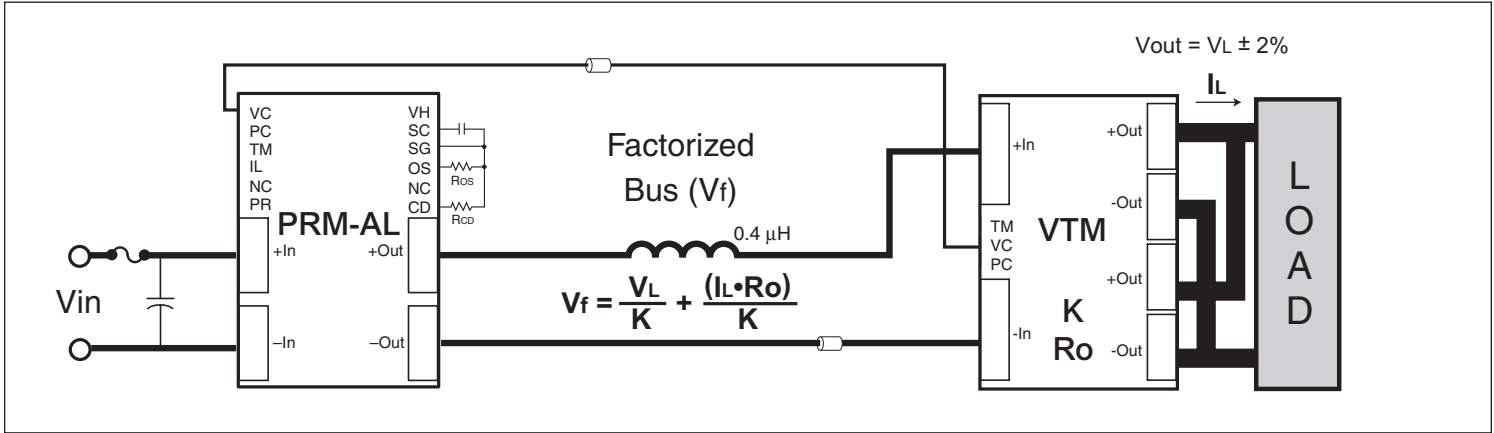 Vout = VL ± 2%
IL
VC
PC
TM
IL
NC
PR
VH
SC
SG
OS
NC
CD
ROS
RCD
PRM-AL
+In
–In
+Out
–Out
Vin
Factorized
Bus (Vf)
0.4 µH
Vf = VL/K + (IL•Ro)/K
+In
TM
VC
PC
-In
VTM
K
Ro
+Out
-Out
+Out
-Out
LOAD